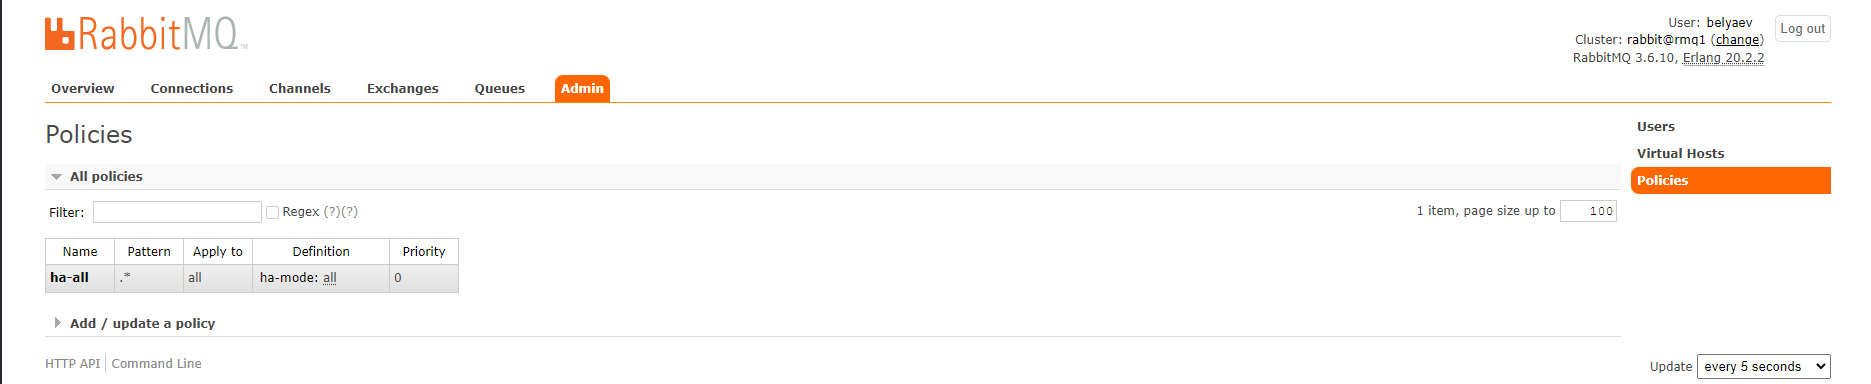 RabbitMQ TM
User: belyaev
Log out
Cluster: rabbit@rmq1 (change)
RabbitMQ 3.6.10, Erlang 20.2.2
Overview Connections Channels Exchanges Queues Admin
Policies
Users
Virtual Hosts
Policies
All policies
Filter: Regex (?)(?)
1 item, page size up to 100
Name Pattern Apply to Definition Priority
ha-all .* all ha-mode: all 0
Add / update a policy
HTTP API Command Line
Update every 5 seconds